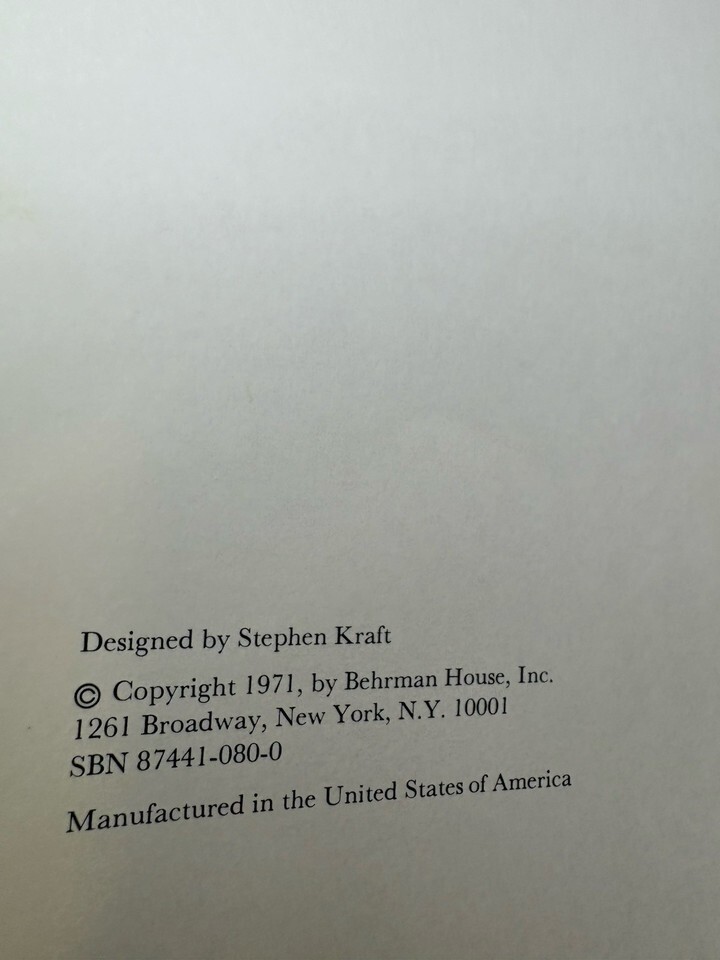 Designed by Stephen Kraft
© Copyright 1971, by Behrman House, Inc.
1261 Broadway, New York, N.Y. 10001
SBN 87441-080-0
Manufactured in the United States of America